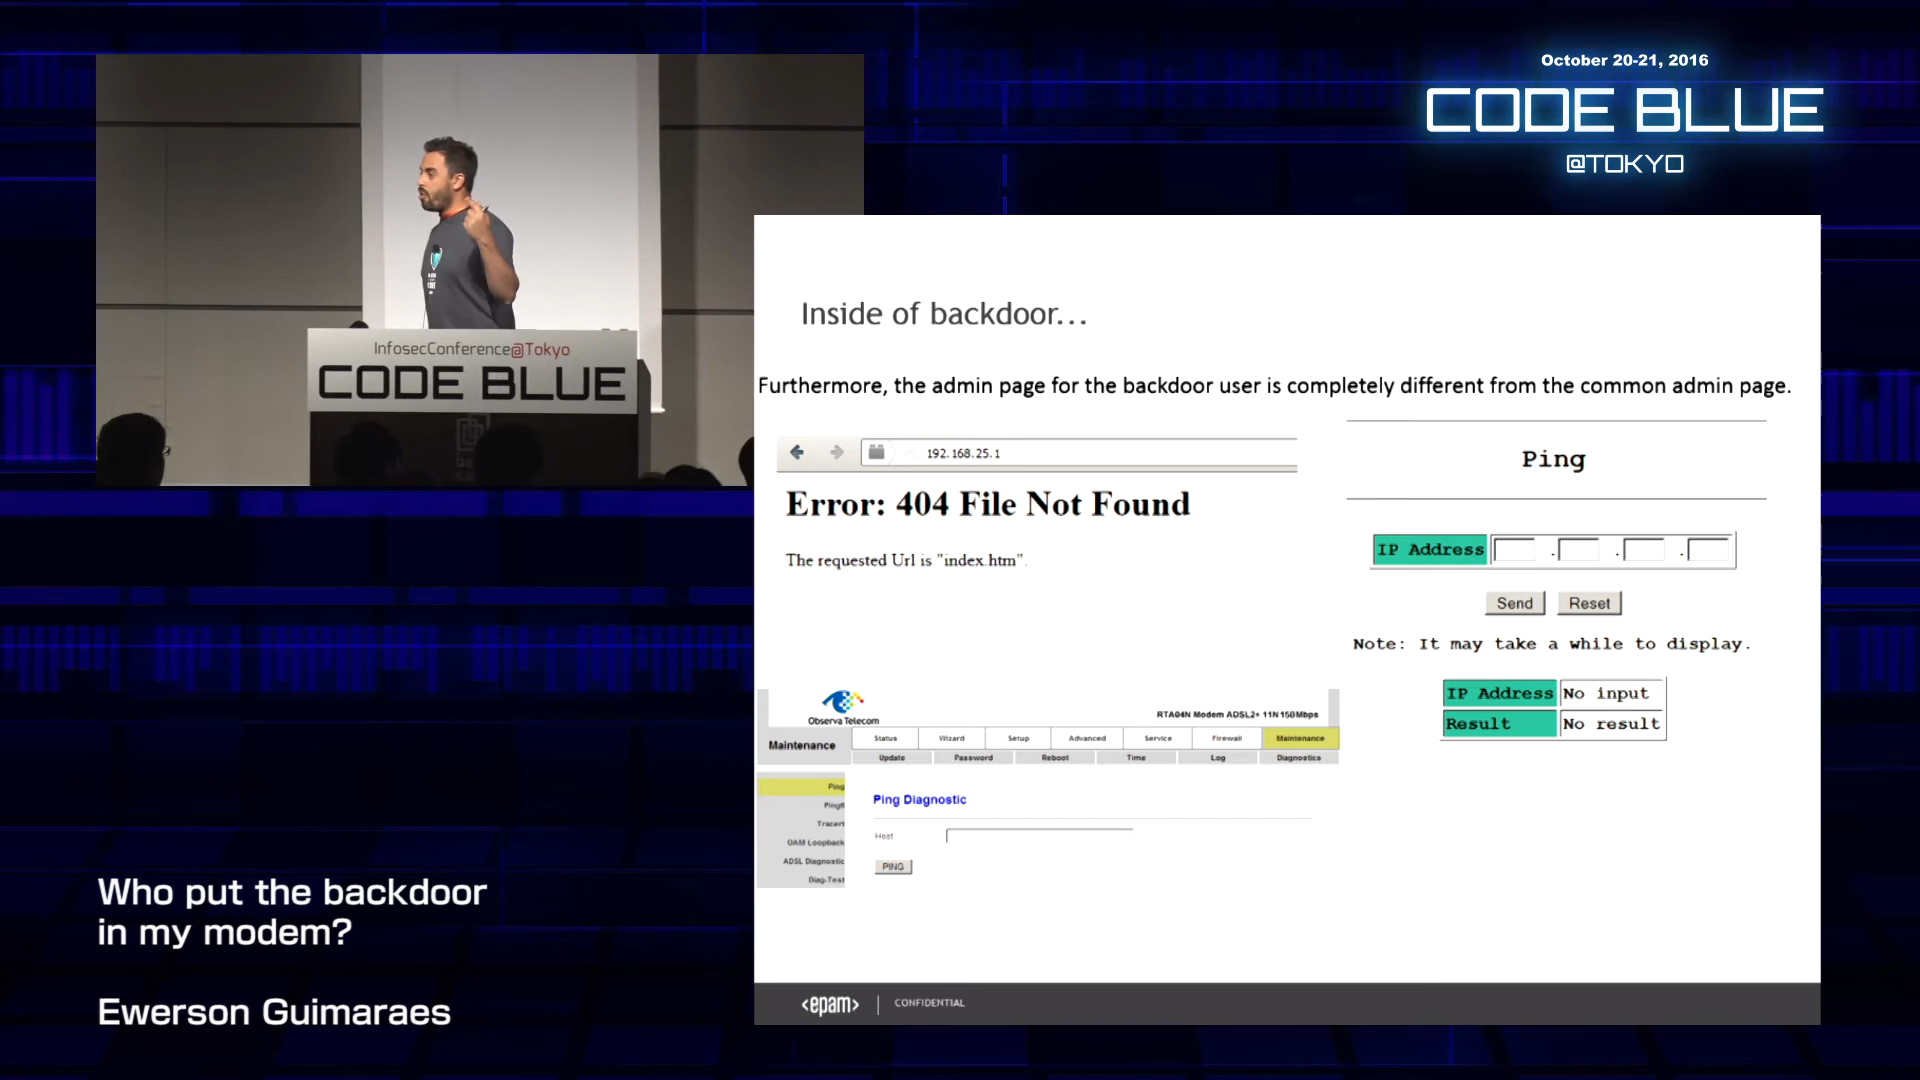 October 20-21, 2016
CODE BLUE
@TOKYO
InfosecConference@Tokyo
CODE BLUE
Inside of backdoor...
Furthermore, the admin page for the backdoor user is completely different from the common admin page.
192.168.25.1
Error: 404 File Not Found
The requested Url is "index.htm".
Ping
IP Address . . .
Send Reset
Note: It may take a while to display.
IP Address No input
Result No result
Observa Telecom
RTA04N Modem ADSL2+ 11N 150Mbps
Maintenance
Status Wizard Setup Advanced Service Firewall Maintenance
Update Password Reboot Time Log Diagnostics
Ping
Tracert
OAM Loopback
ADSL Diagnostic
Diag-Test
Ping Diagnostic
Host
PING
Who put the backdoor
in my modem?
Ewerson Guimaraes
<epam> | CONFIDENTIAL